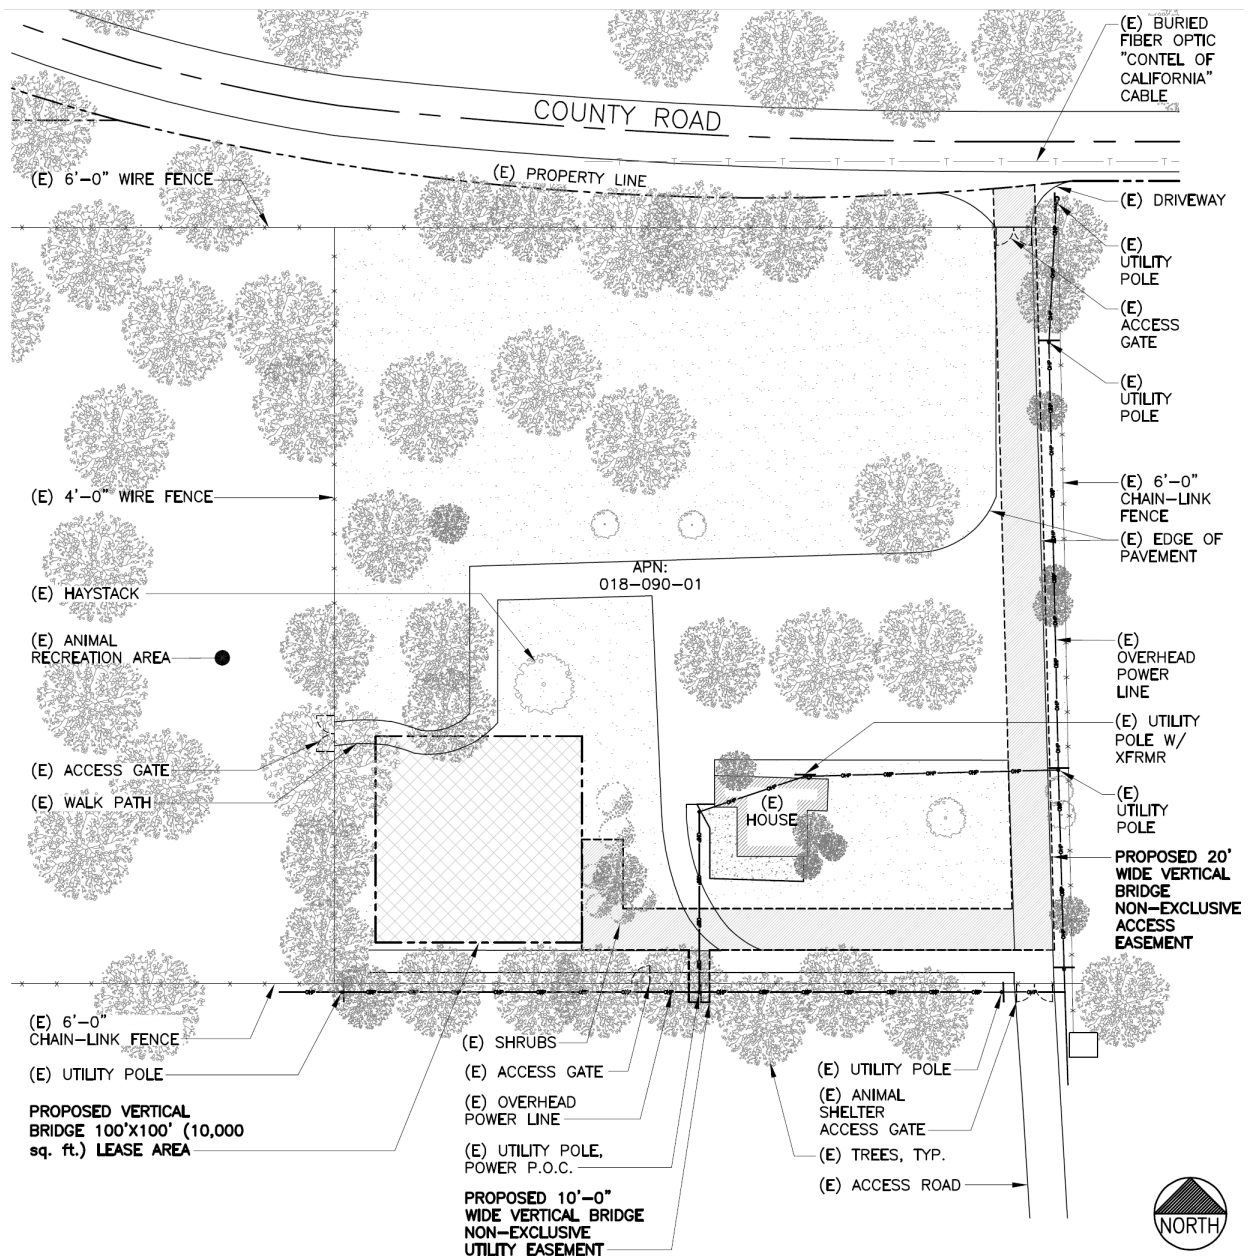 (E) BURIED
FIBER OPTIC
"CONTEL OF
CALIFORNIA"
CABLE
COUNTY ROAD
(E) 6'-0" WIRE FENCE
(E) PROPERTY LINE
(E) DRIVEWAY
(E)
UTILITY
POLE
(E)
ACCESS
GATE
(E)
UTILITY
POLE
(E) 4'-0" WIRE FENCE
(E) 6'-0"
CHAIN-LINK
FENCE
(E) EDGE OF
PAVEMENT
APN:
018-090-01
(E) HAYSTACK
(E) ANIMAL
RECREATION AREA
(E)
OVERHEAD
POWER
LINE
(E) UTILITY
POLE W/
XFRMR
(E) ACCESS GATE
(E) WALK PATH
(E)
HOUSE
(E)
UTILITY
POLE
PROPOSED 20'
WIDE VERTICAL
BRIDGE
NON-EXCLUSIVE
ACCESS
EASEMENT
(E) 6'-0"
CHAIN-LINK FENCE
(E) UTILITY POLE
PROPOSED VERTICAL
BRIDGE 100'X100' (10,000
sq. ft.) LEASE AREA
(E) SHRUBS
(E) ACCESS GATE
(E) OVERHEAD
POWER LINE
(E) UTILITY POLE,
POWER P.O.C.
PROPOSED 10'-0"
WIDE VERTICAL BRIDGE
NON-EXCLUSIVE
UTILITY EASEMENT
(E) UTILITY POLE
(E) ANIMAL
SHELTER
ACCESS GATE
(E) TREES, TYP.
(E) ACCESS ROAD
NORTH